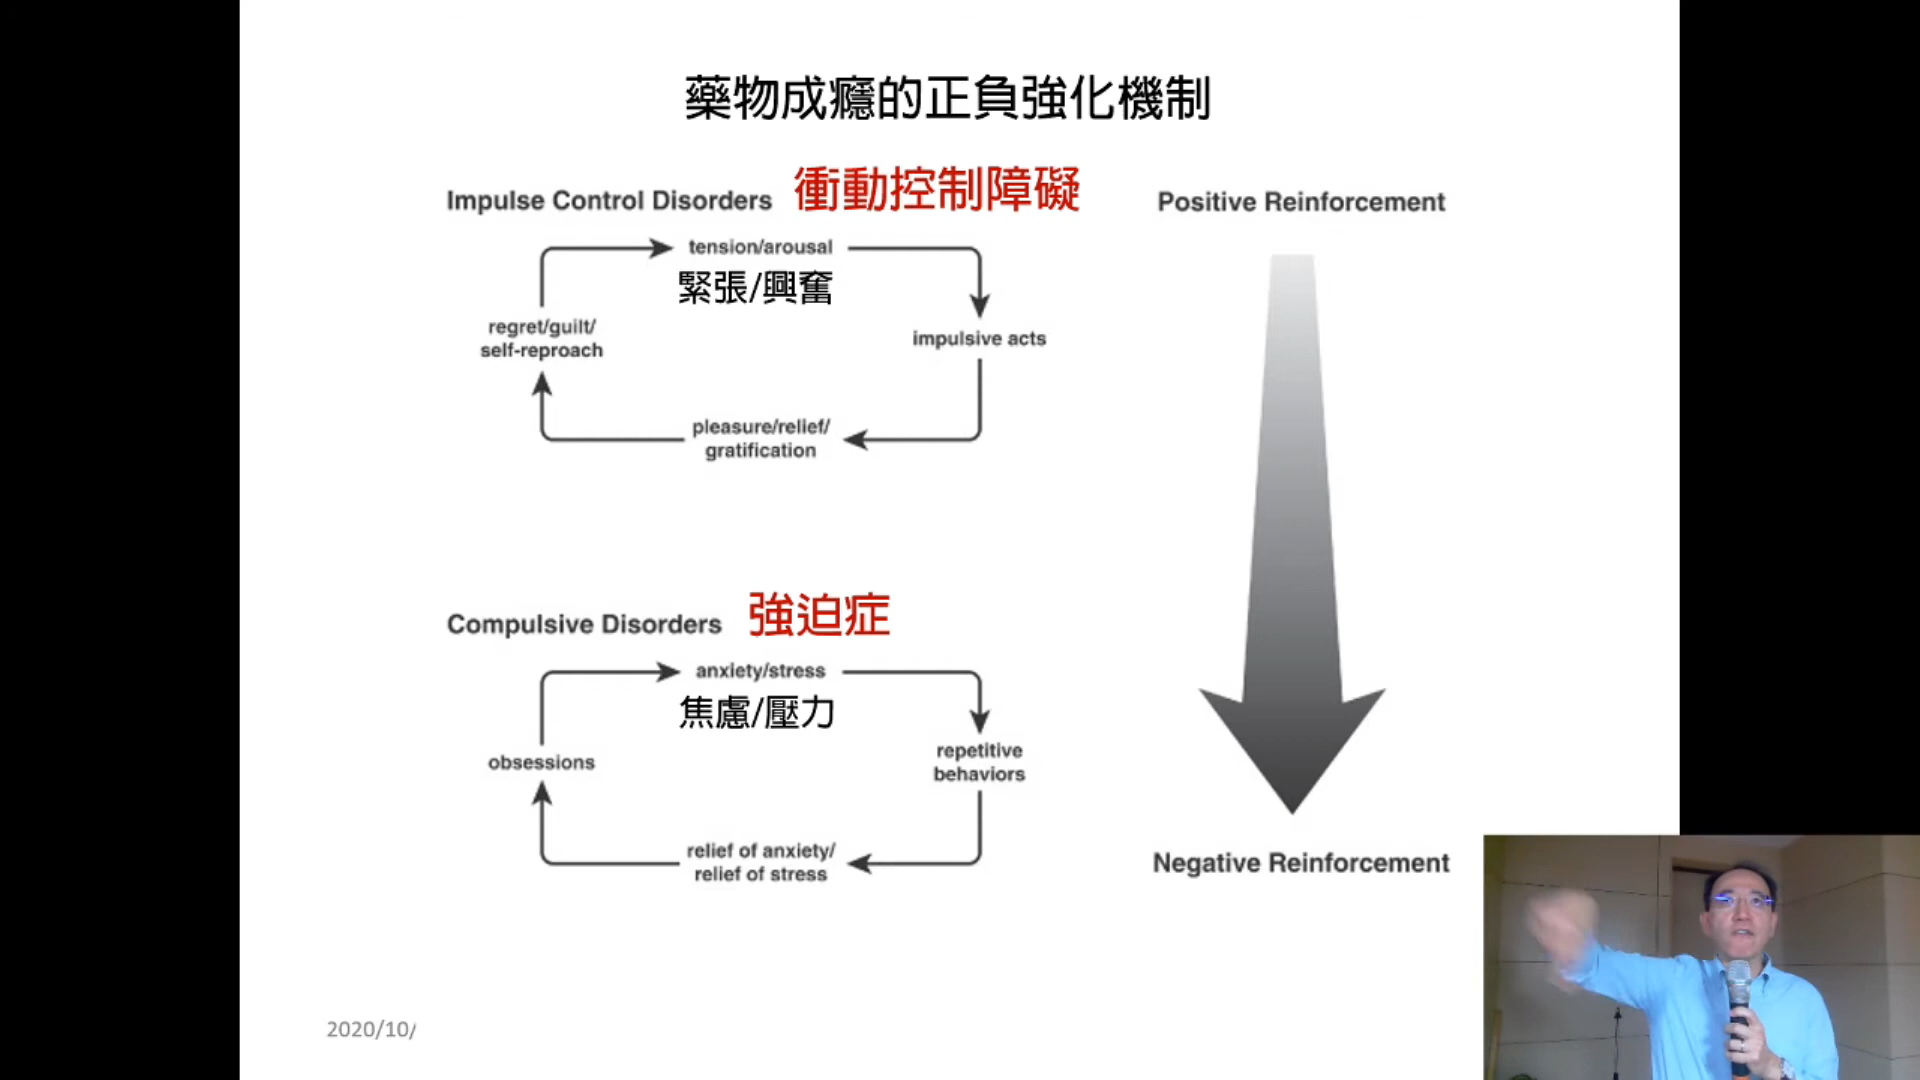 藥物成癮的正負強化機制
Impulse Control Disorders 衝動控制障礙
Positive Reinforcement
tension/arousal
緊張/興奮
regret/guilt/
self-reproach
impulsive acts
pleasure/relief/
gratification
Compulsive Disorders 強迫症
anxiety/stress
焦慮/壓力
obsessions
repetitive
behaviors
relief of anxiety/
relief of stress
Negative Reinforcement
2020/10/